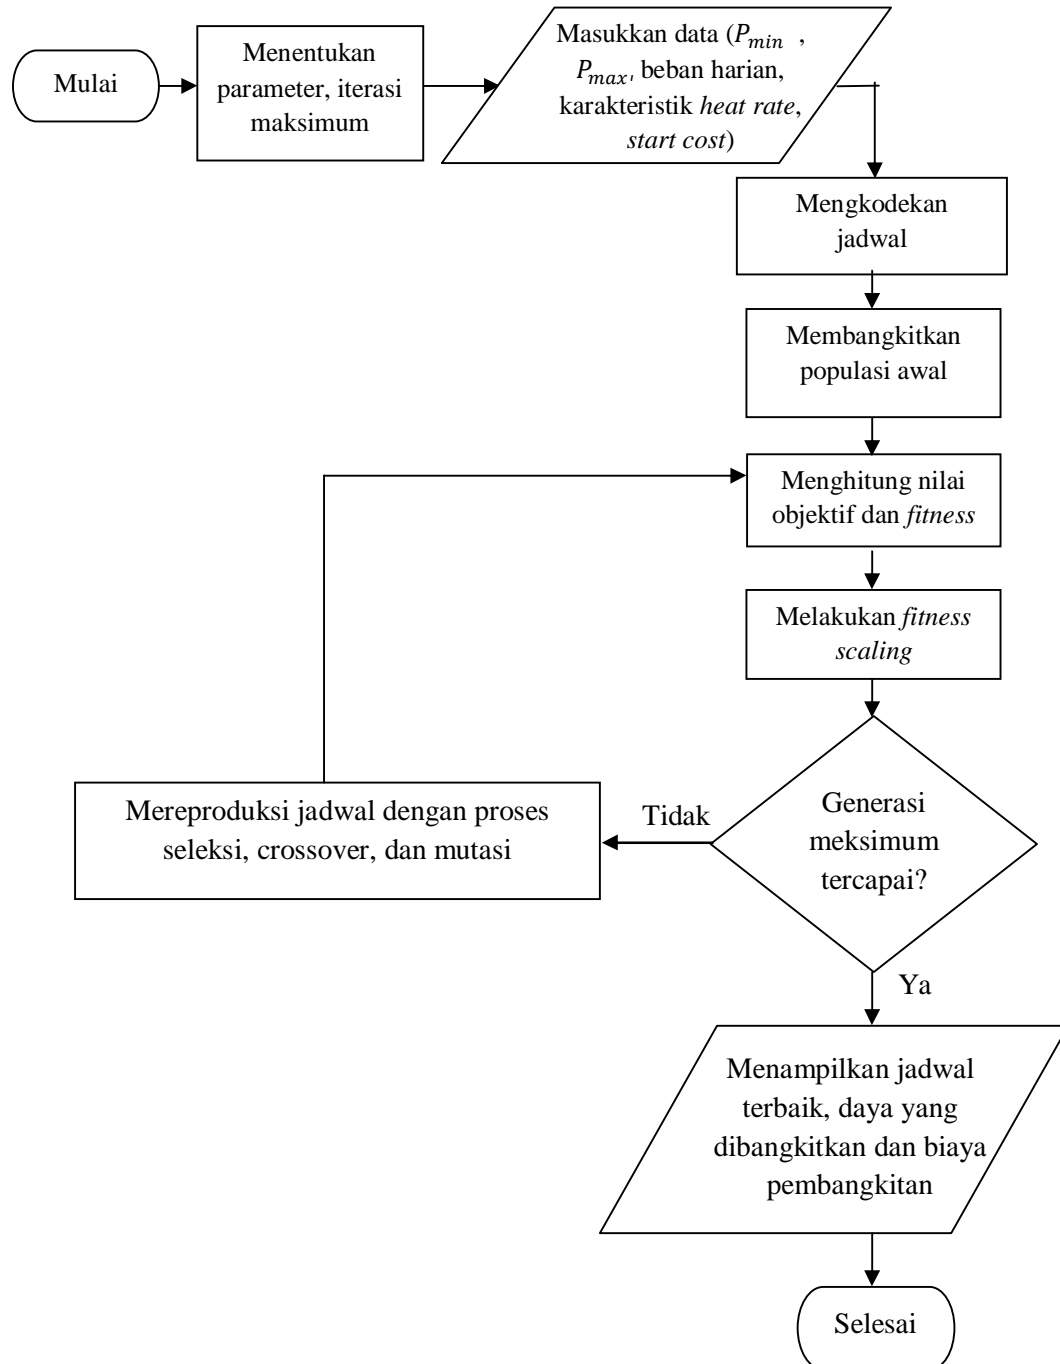 Mulai
Menentukan
parameter, iterasi
maksimum
Masukkan data (P_min ,
P_max, beban harian,
karakteristik heat rate,
start cost)
Mengkodekan
jadwal
Membangkitkan
populasi awal
Menghitung nilai
objektif dan fitness
Melakukan fitness
scaling
Generasi
meksimum
tercapai?
Tidak
Mereproduksi jadwal dengan proses
seleksi, crossover, dan mutasi
Ya
Menampilkan jadwal
terbaik, daya yang
dibangkitkan dan biaya
pembangkitan
Selesai